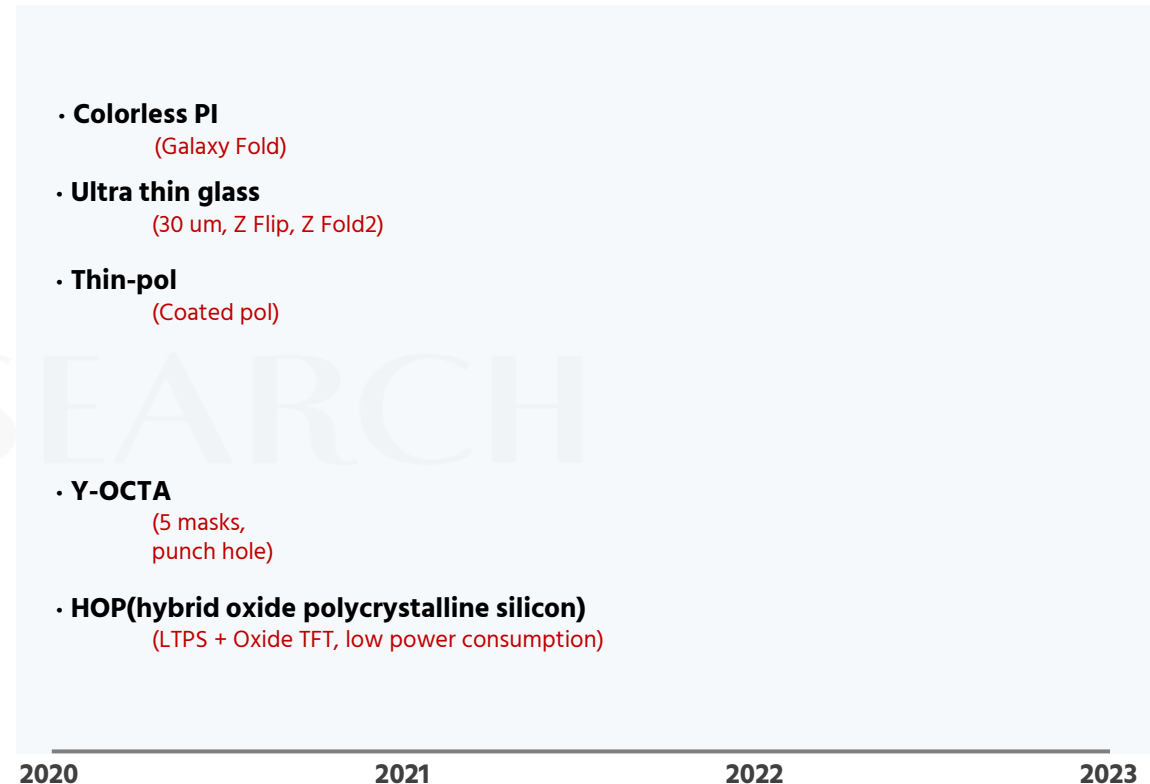 · Colorless PI
(Galaxy Fold)
· Ultra thin glass
(30 um, Z Flip, Z Fold2)
· Thin-pol
(Coated pol)
SEARCH
· Y-OCTA
(5 masks,
punch hole)
· HOP(hybrid oxide polycrystalline silicon)
(LTPS + Oxide TFT, low power consumption)
2020 2021 2022 2023